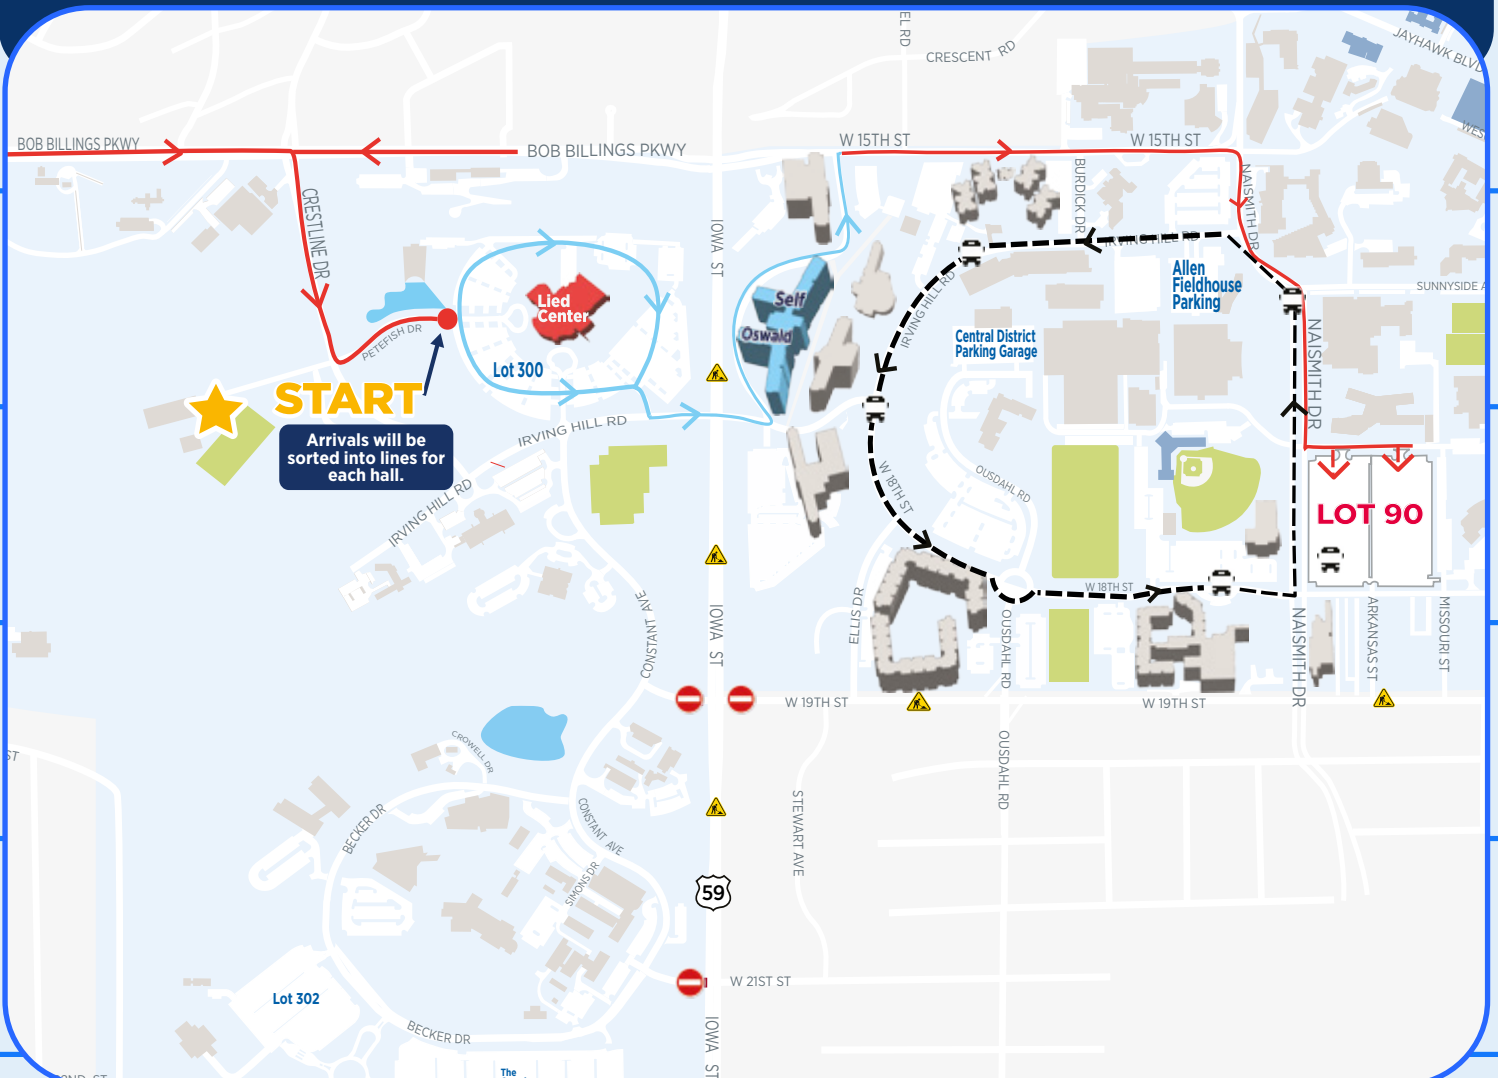 EL RD
CRESCENT RD
JAYHAWK BLVD
BOB BILLINGS PKWY
BOB BILLINGS PKWY
W 15TH ST
W 15TH ST
WES
BURDICK DR
NAISMITH DR
CRESTLINE DR
IOWA ST
IRVING HILL RD
Allen
Fieldhouse
Parking
SUNNYSIDE A
Lied
Center
Self
Oswald
IRVING HILL RD
PETEFISH DR
Central District
Parking Garage
NAISMITH DR
Lot 300
START
IRVING HILL RD
Arrivals will be
sorted into lines for
each hall.
IRVING HILL RD
W 18TH ST
OUSDAHL RD
LOT 90
W 18TH ST
ELLIS DR
CONSTANT AVE
IOWA ST
OUSDAHL RD
NAISMITH DR
ARKANSAS ST
MISSOURI ST
W 19TH ST
W 19TH ST
ST
CROWELL DR
OUSDAHL RD
BECKER DR
CONSTANT AVE
STEWART AVE
SIMONS DR
59
W 21ST ST
Lot 302
BECKER DR
IOWA ST
The